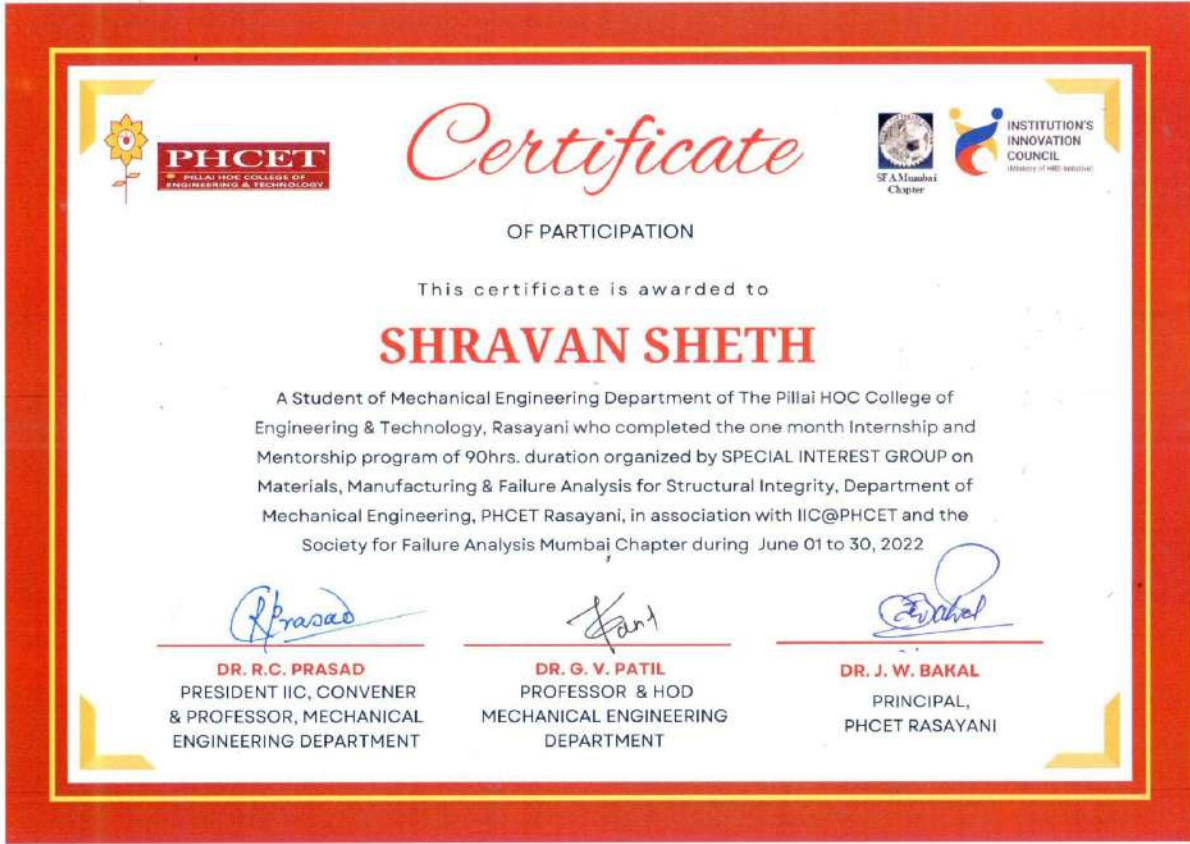 PHCET
PILLAI HOC COLLEGE OF
ENGINEERING & TECHNOLOGY
Certificate
SFA Mumbai
Chapter
INSTITUTION'S
INNOVATION
COUNCIL
(Ministry of HRD Initiative)
OF PARTICIPATION
This certificate is awarded to
SHRAVAN SHETH
A Student of Mechanical Engineering Department of The Pillai HOC College of
Engineering & Technology, Rasayani who completed the one month Internship and
Mentorship program of 90hrs. duration organized by SPECIAL INTEREST GROUP on
Materials, Manufacturing & Failure Analysis for Structural Integrity, Department of
Mechanical Engineering, PHCET Rasayani, in association with IIC@PHCET and the
Society for Failure Analysis Mumbai Chapter during June 01 to 30, 2022
RPrasad
DR. R.C. PRASAD
PRESIDENT IIC, CONVENER
& PROFESSOR, MECHANICAL
ENGINEERING DEPARTMENT
DR. G. V. PATIL
PROFESSOR & HOD
MECHANICAL ENGINEERING
DEPARTMENT
DR. J. W. BAKAL
PRINCIPAL,
PHCET RASAYANI